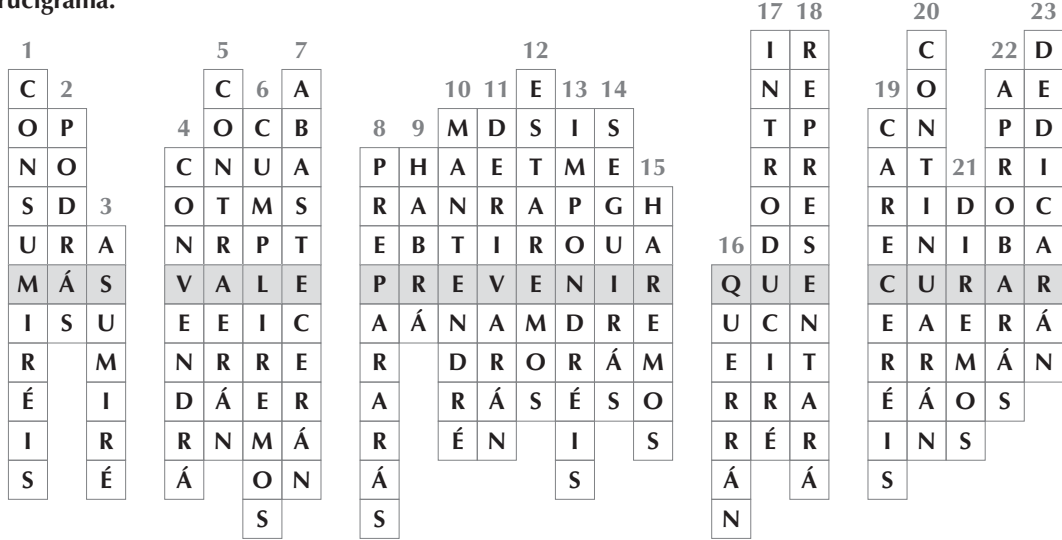 rucigrama.
17 18 20 23
1 5 7 12 I R C 22 D
C 2 C 6 A 10 11 E 13 14 N E 19 O A E
O P 4 O C B 8 9 M D S I S T P C N P D
N O C N U A P H A E T M E 15 R R A T 21 R I
S D 3 O T M S R A N R A P G H O E R I D O C
U R A N R P T E B T I R O U A 16 D S E N I B A
M Á S V A L E P R E V E N I R Q U E C U R A R
I S U E E I C A Á N A M D R E U C N E A E R Á
R M N R R E R D R O R Á M E I T R R M Á N
É I D Á E R A R Á S É S O R R A É Á O S
I R R N M Á R É N I S R É R I N S
S É Á O N Á S Á Á S
S S N